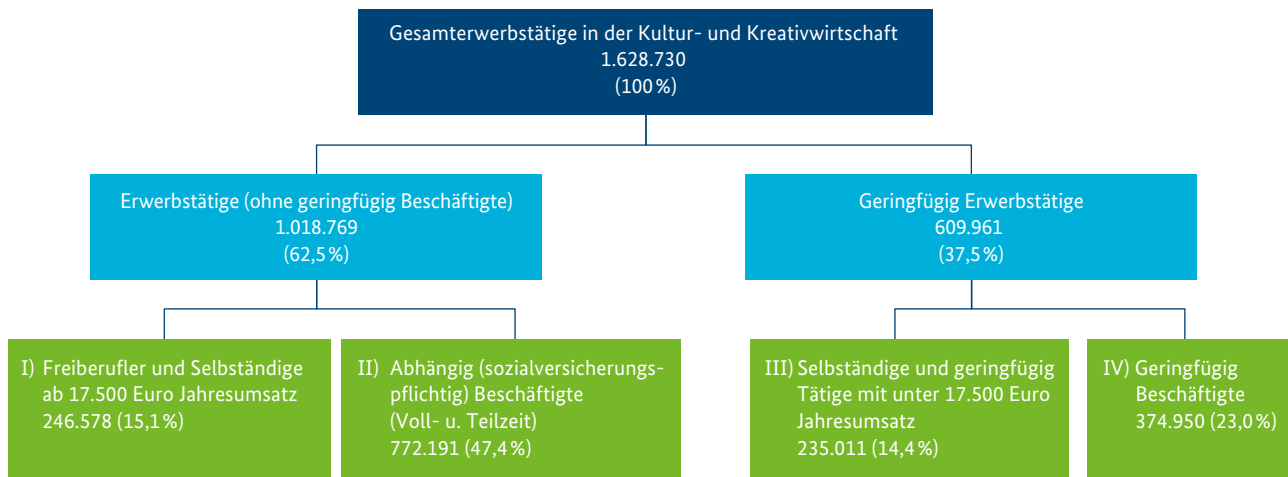 Gesamterwerbstätige in der Kultur- und Kreativwirtschaft
1.628.730
(100 %)
Erwerbstätige (ohne geringfügig Beschäftigte)
1.018.769
(62,5 %)
Geringfügig Erwerbstätige
609.961
(37,5 %)
I) Freiberufler und Selbständige
ab 17.500 Euro Jahresumsatz
246.578 (15,1 %)
II) Abhängig (sozialversicherungs-
pflichtig) Beschäftigte
(Voll- u. Teilzeit)
772.191 (47,4 %)
III) Selbständige und geringfügig
Tätige mit unter 17.500 Euro
Jahresumsatz
235.011 (14,4 %)
IV) Geringfügig
Beschäftigte
374.950 (23,0 %)